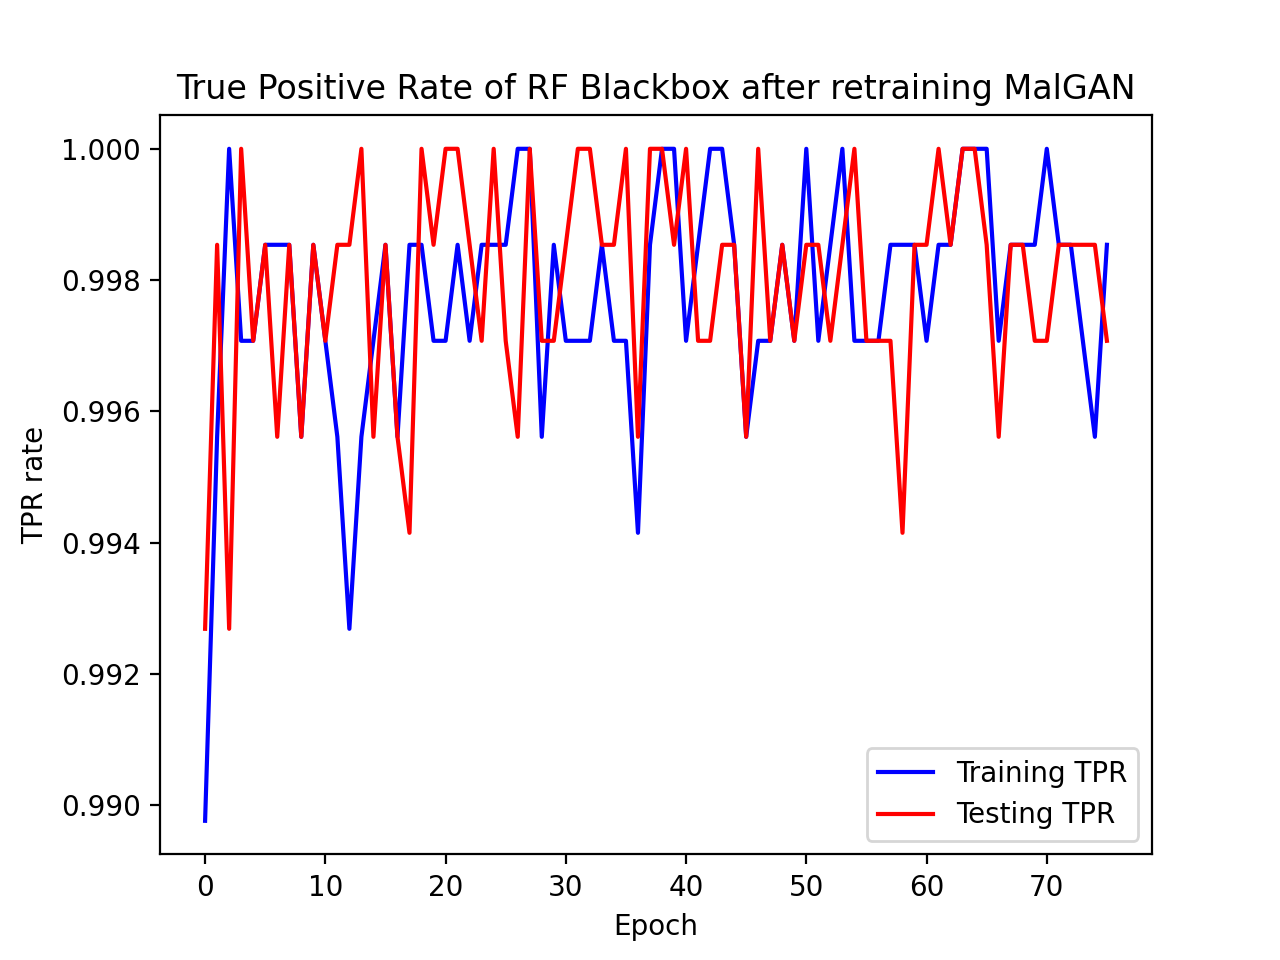 True Positive Rate of RF Blackbox after retraining MalGAN
1.000
0.998
0.996
0.994
0.992
0.990
TPR rate
Training TPR
Testing TPR
0 10 20 30 40 50 60 70
Epoch